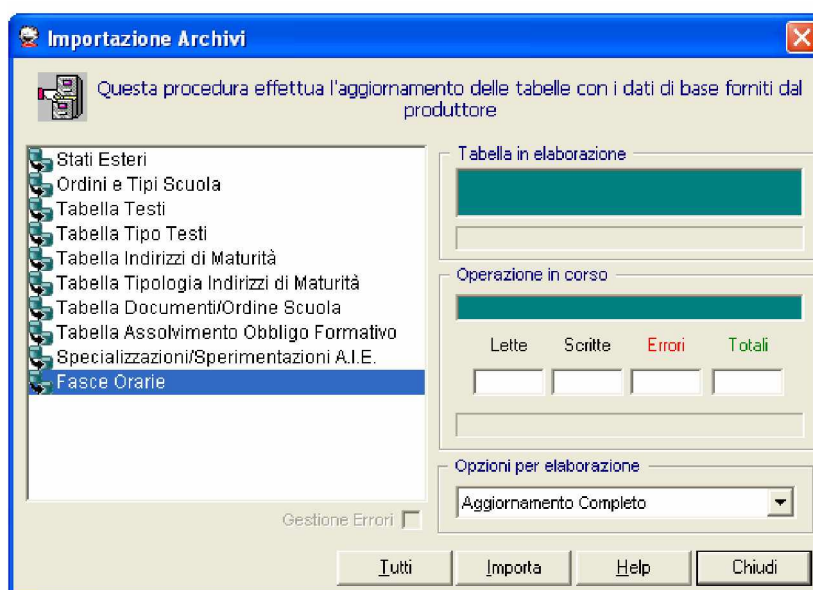 Importazione Archivi
Questa procedura effettua l'aggiornamento delle tabelle con i dati di base forniti dal
produttore
Stati Esteri
Ordini e Tipi Scuola
Tabella Testi
Tabella Tipo Testi
Tabella Indirizzi di Maturità
Tabella Tipologia Indirizzi di Maturità
Tabella Documenti/Ordine Scuola
Tabella Assolvimento Obbligo Formativo
Specializzazioni/Sperimentazioni A.I.E.
Fasce Orarie
Gestione Errori
Tabella in elaborazione
Operazione in corso
Lette Scritte Errori Totali
Opzioni per elaborazione
Aggiornamento Completo
Tutti Importa Help Chiudi